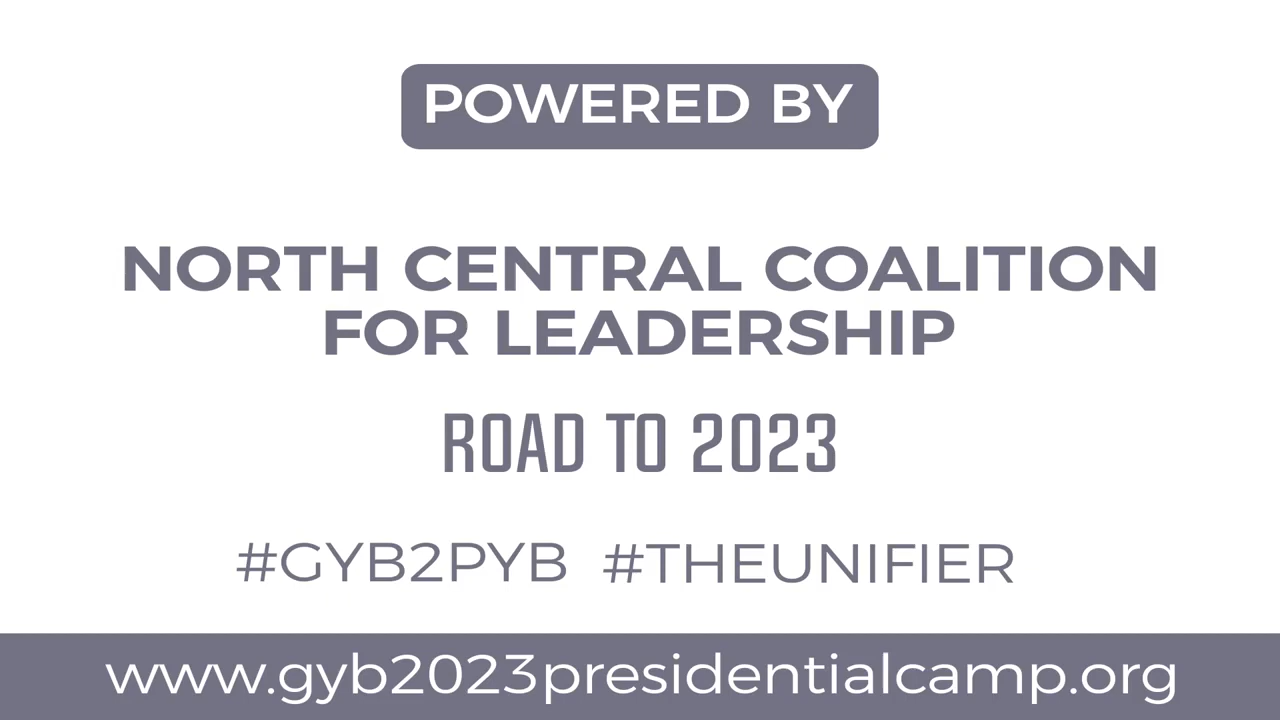 POWERED BY
NORTH CENTRAL COALITION
FOR LEADERSHIP
ROAD TO 2023
#GYB2PYB #THEUNIFIER
www.gyb2023presidentialcamp.org